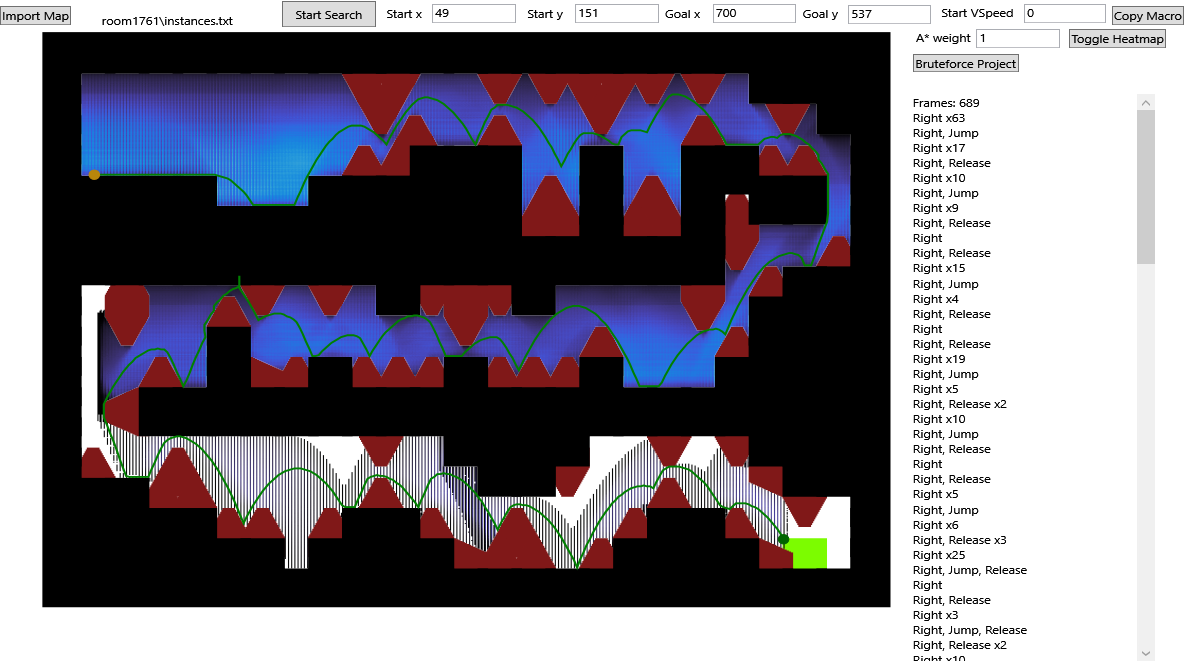 Import Map
room1761\instances.txt
Start Search
Start x 49
Start y 151
Goal x 700
Goal y 537
Start VSpeed 0
Copy Macro
A* weight 1
Toggle Heatmap
Bruteforce Project
Frames: 689
Right x63
Right, Jump
Right x17
Right, Release
Right x10
Right, Jump
Right x9
Right, Release
Right
Right, Release
Right x15
Right, Jump
Right x4
Right, Release
Right
Right, Release
Right x19
Right, Jump
Right x5
Right, Release x2
Right x10
Right, Jump
Right, Release
Right
Right, Release
Right x5
Right, Jump
Right x6
Right, Release x3
Right x25
Right, Jump, Release
Right
Right, Release
Right x3
Right, Jump, Release
Right, Release x2
Right x10